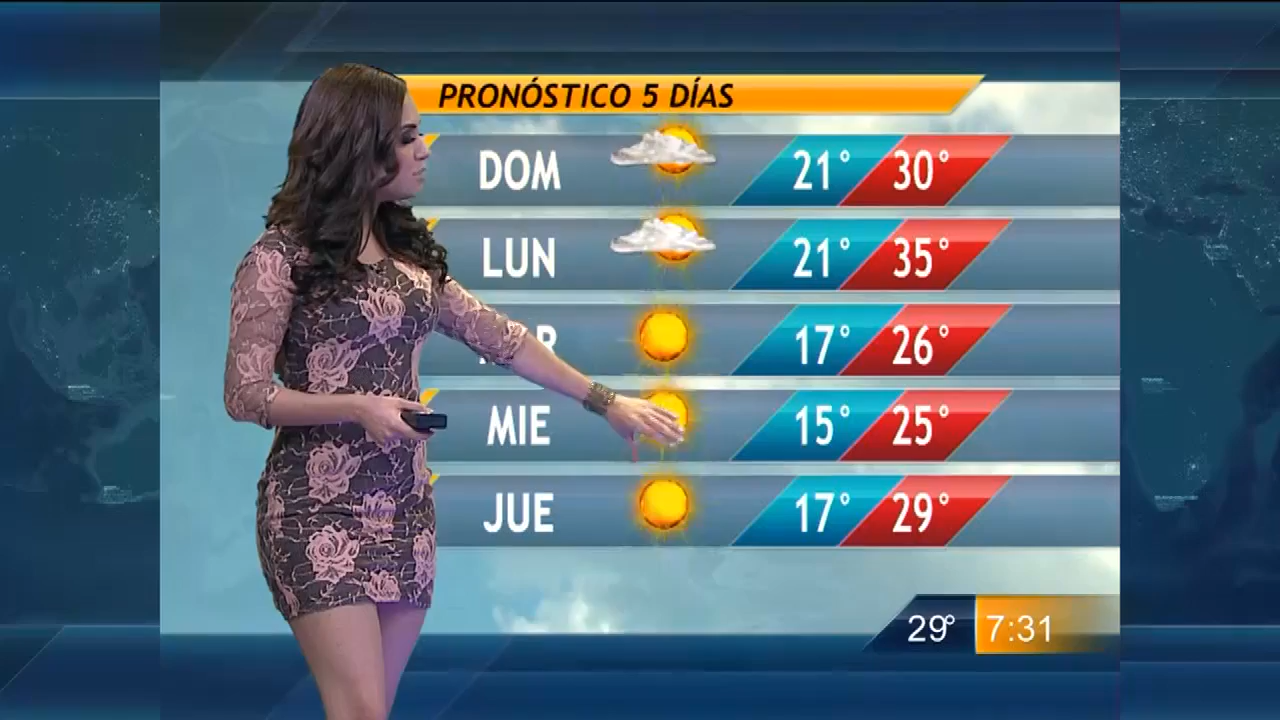 PRONÓSTICO 5 DÍAS
DOM 21° 30°
LUN 21° 35°
17° 26°
MIE 15° 25°
JUE 17° 29°
29° 7:31